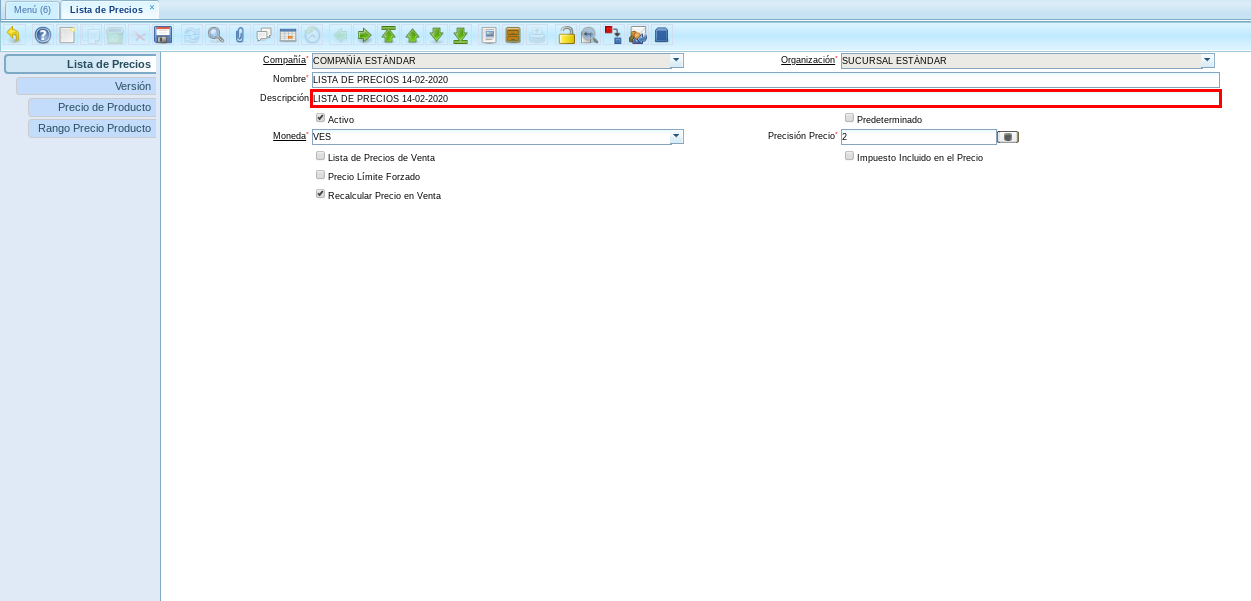 Menú (6)
Lista de Precios ×
Lista de Precios
Versión
Precio de Producto
Rango Precio Producto
Compañía* COMPAÑÍA ESTÁNDAR Organización* SUCURSAL ESTÁNDAR
Nombre* LISTA DE PRECIOS 14-02-2020
Descripción LISTA DE PRECIOS 14-02-2020
Activo Predeterminado
Moneda* VES Precisión Precio* 2
Lista de Precios de Venta Impuesto Incluido en el Precio
Precio Límite Forzado
Recalcular Precio en Venta